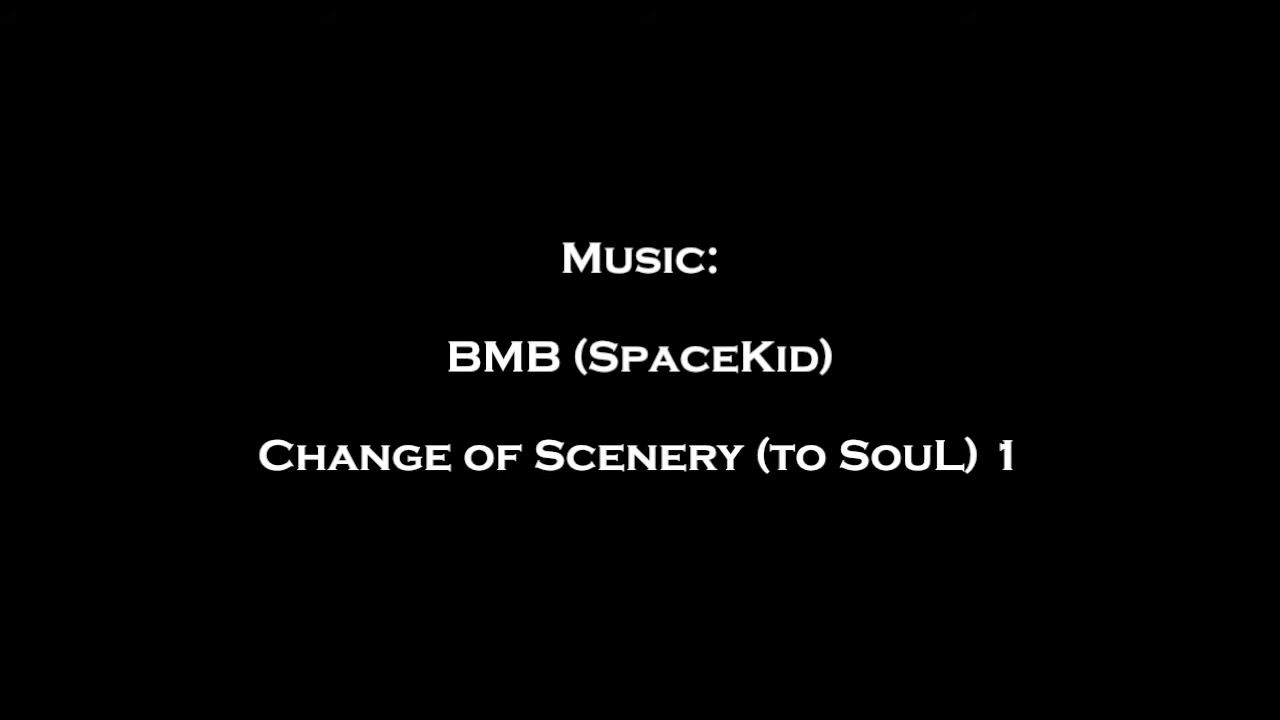 Music:
BMB (SpaceKid)
Change of Scenery (to SouL) 1